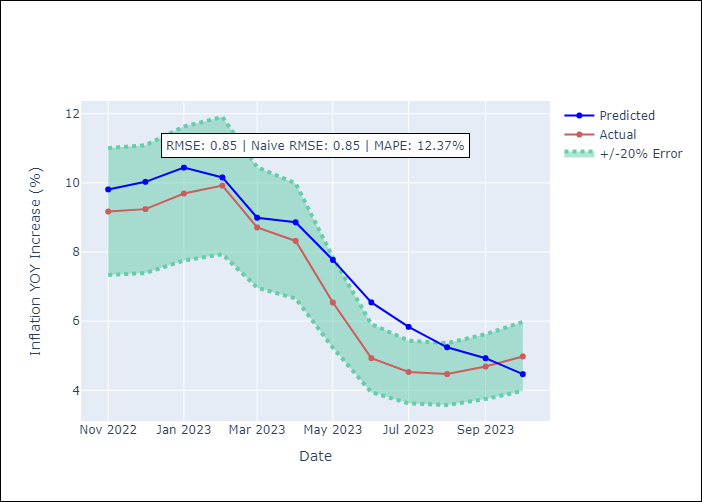 Predicted
Actual
+/-20% Error
RMSE: 0.85 | Naive RMSE: 0.85 | MAPE: 12.37%
12
10
8
6
4
Inflation YOY Increase (%)
Nov 2022
Jan 2023
Mar 2023
May 2023
Jul 2023
Sep 2023
Date